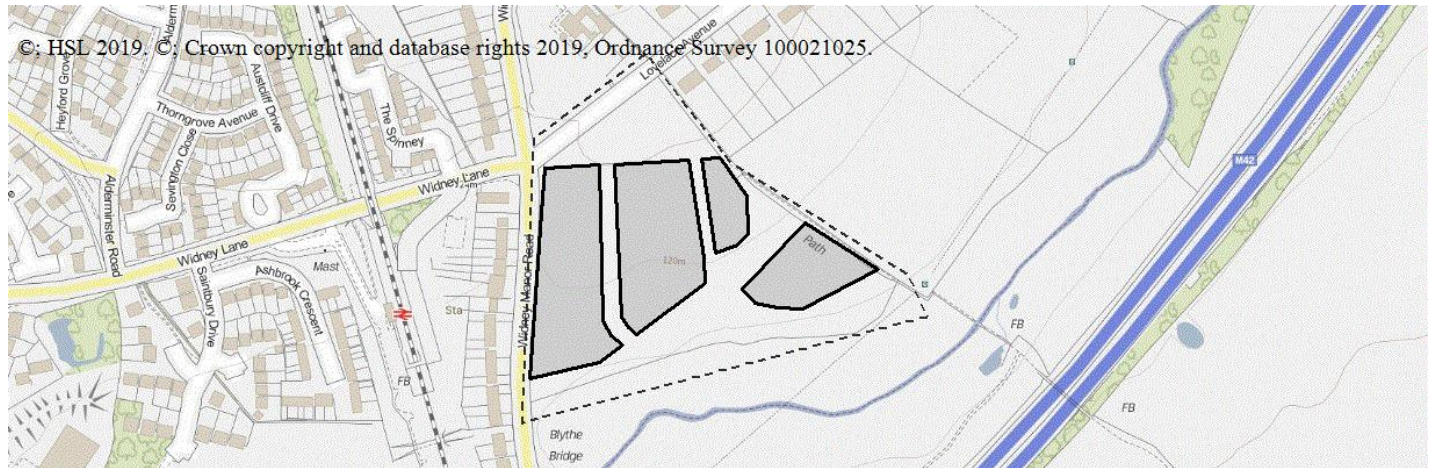 ©; HSL 2019. ©; Crown copyright and database rights 2019, Ordnance Survey 100021025.
Heyford Grove
Thorngrove Avenue
Austcliff Drive
Sevington Close
Alderminster Road
The Spinney
Lovelace Avenue
Widney Lane
Widney Lane
Saintbury Drive
Ashbrook Crescent
Mast
Sta
FB
Widney Manor Road
120m
Path
M42
FB
FB
Blythe
Bridge